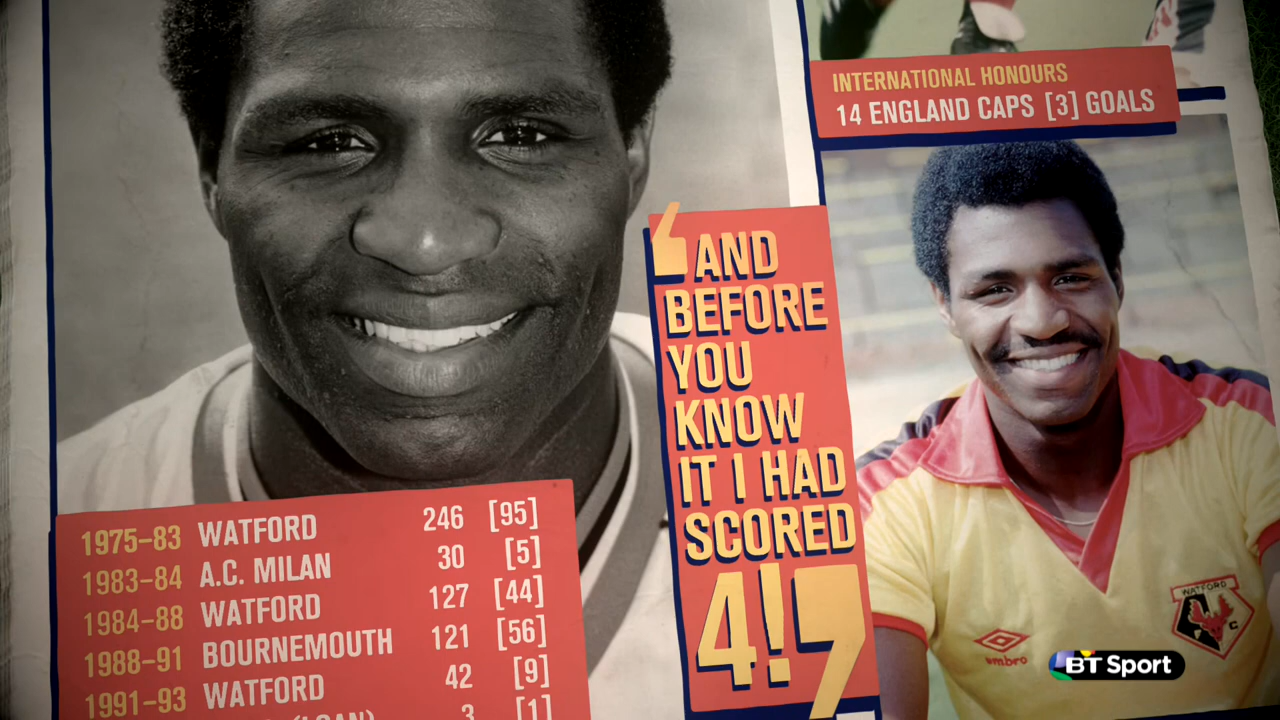 INTERNATIONAL HONOURS
14 ENGLAND CAPS [3] GOALS
‘AND
BEFORE
YOU
KNOW
IT I HAD
SCORED
4!’
1975-83 WATFORD 246 [95]
1983-84 A.C. MILAN 30 [5]
1984-88 WATFORD 127 [44]
1988-91 BOURNEMOUTH 121 [56]
1991-93 WATFORD 42 [9]
(LOAN) 3 [1]
WATFORD
F C
umbro
BT Sport